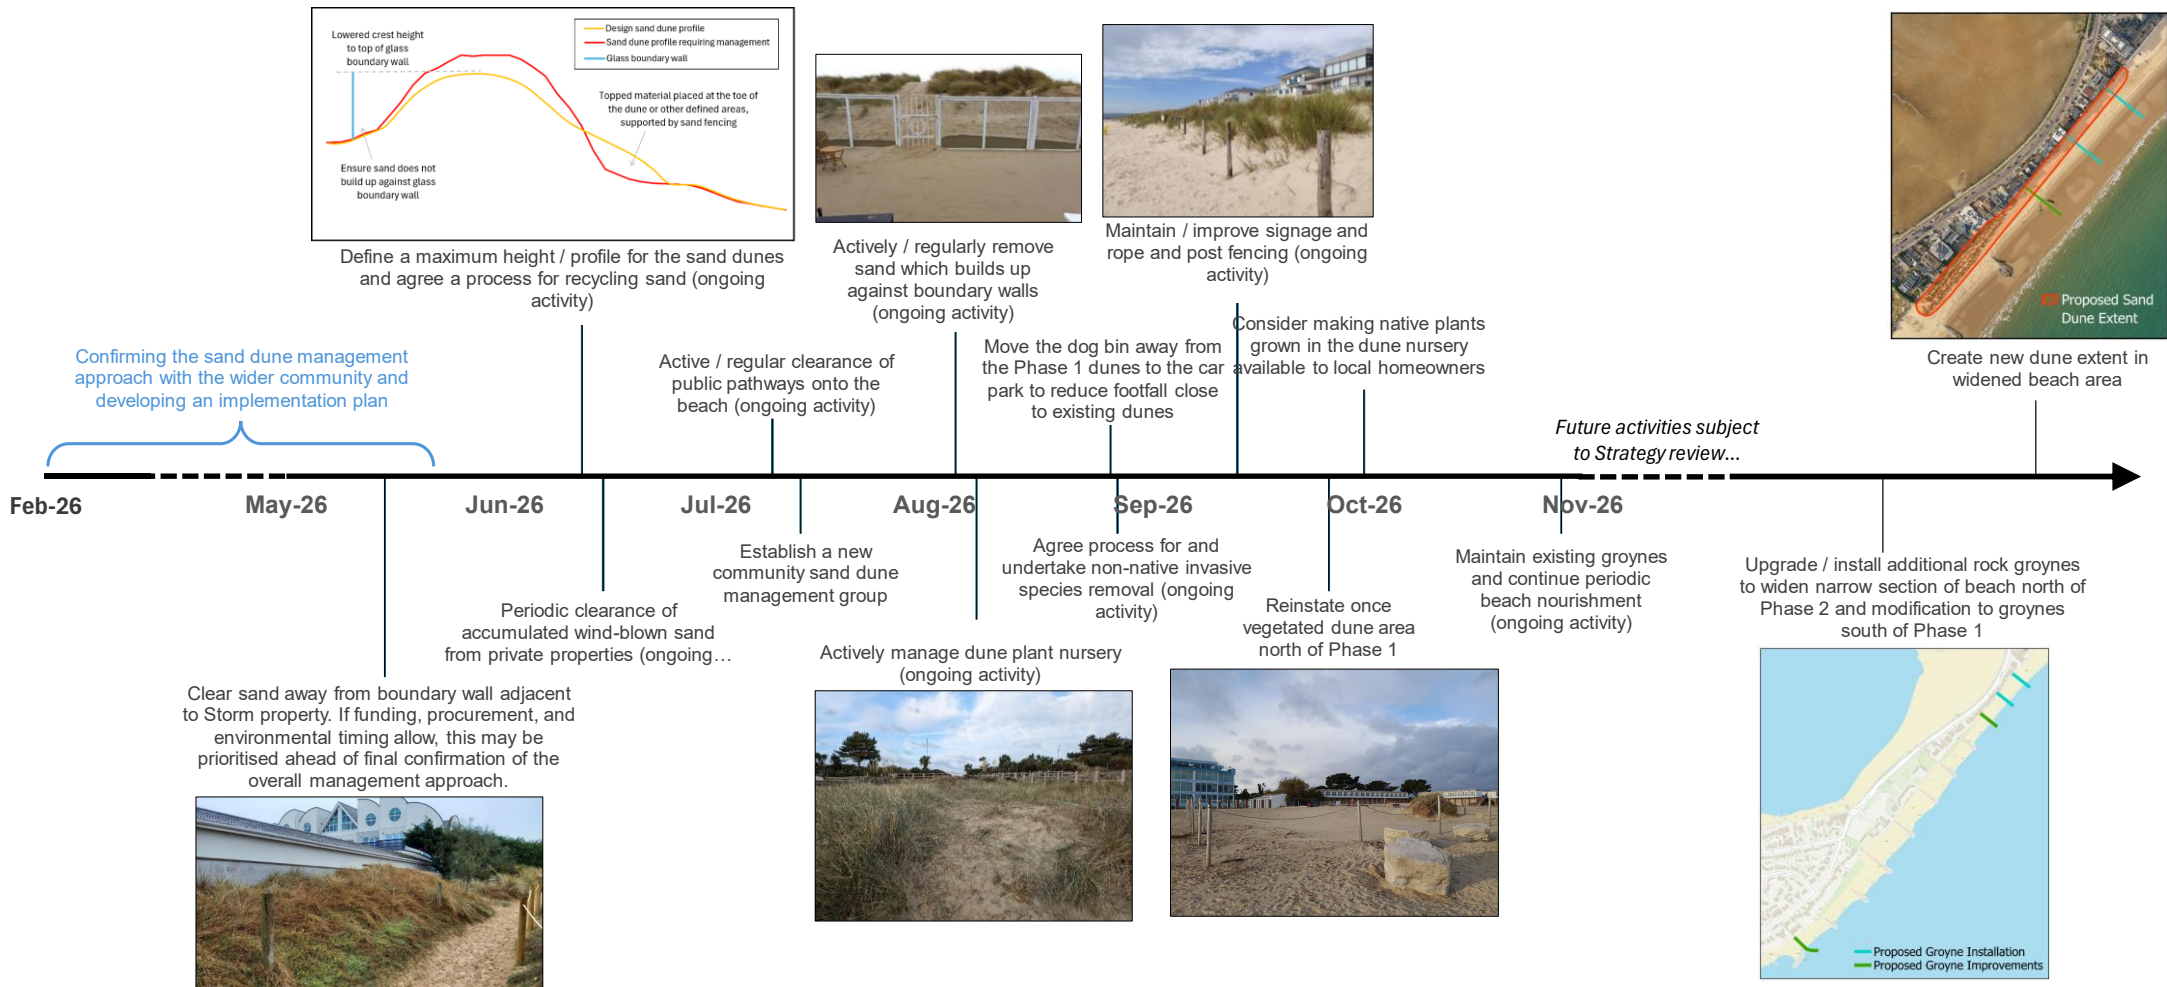 Lowered crest height
to top of glass
boundary wall
Design sand dune profile
Sand dune profile requiring management
Glass boundary wall
Topped material placed at the toe of
the dune or other defined areas,
supported by sand fencing
Ensure sand does not
build up against glass
boundary wall
Define a maximum height / profile for the sand dunes
and agree a process for recycling sand (ongoing
activity)
Actively / regularly remove
sand which builds up
against boundary walls
(ongoing activity)
Maintain / improve signage and
rope and post fencing (ongoing
activity)
Proposed Sand
Dune Extent
Create new dune extent in
widened beach area
Confirming the sand dune management
approach with the wider community and
developing an implementation plan
Active / regular clearance of
public pathways onto the
beach (ongoing activity)
Move the dog bin away from
the Phase 1 dunes to the car
park to reduce footfall close
to existing dunes
Consider making native plants
grown in the dune nursery
available to local homeowners
Future activities subject
to Strategy review...
Feb-26
May-26
Jun-26
Jul-26
Aug-26
Sep-26
Oct-26
Nov-26
Clear sand away from boundary wall adjacent
to Storm property. If funding, procurement, and
environmental timing allow, this may be
prioritised ahead of final confirmation of the
overall management approach.
Periodic clearance of
accumulated wind-blown sand
from private properties (ongoing…
Establish a new
community sand dune
management group
Actively manage dune plant nursery
(ongoing activity)
Agree process for and
undertake non-native invasive
species removal (ongoing
activity)
Reinstate once
vegetated dune area
north of Phase 1
Maintain existing groynes
and continue periodic
beach nourishment
(ongoing activity)
Upgrade / install additional rock groynes
to widen narrow section of beach north of
Phase 2 and modification to groynes
south of Phase 1
Proposed Groyne Installation
Proposed Groyne Improvements